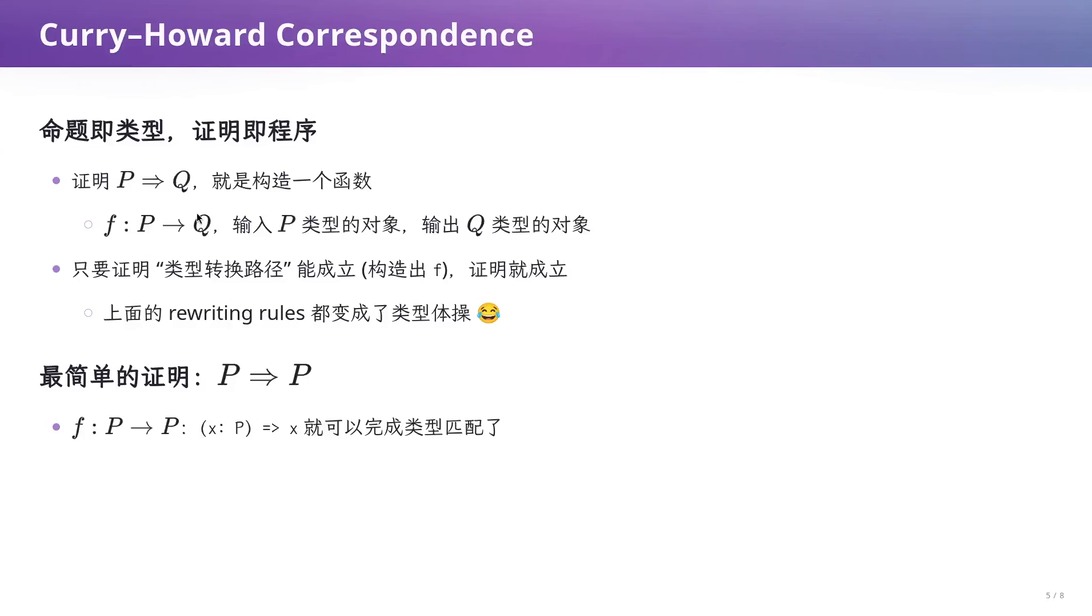 Curry–Howard Correspondence
命题即类型，证明即程序
证明 P ⇒ Q，就是构造一个函数
f : P → Q，输入 P 类型的对象，输出 Q 类型的对象
只要证明 “类型转换路径” 能成立 (构造出 f)，证明就成立
上面的 rewriting rules 都变成了类型体操 😂
最简单的证明：P ⇒ P
f : P → P: (x: P) => x 就可以完成类型匹配了
5 / 8